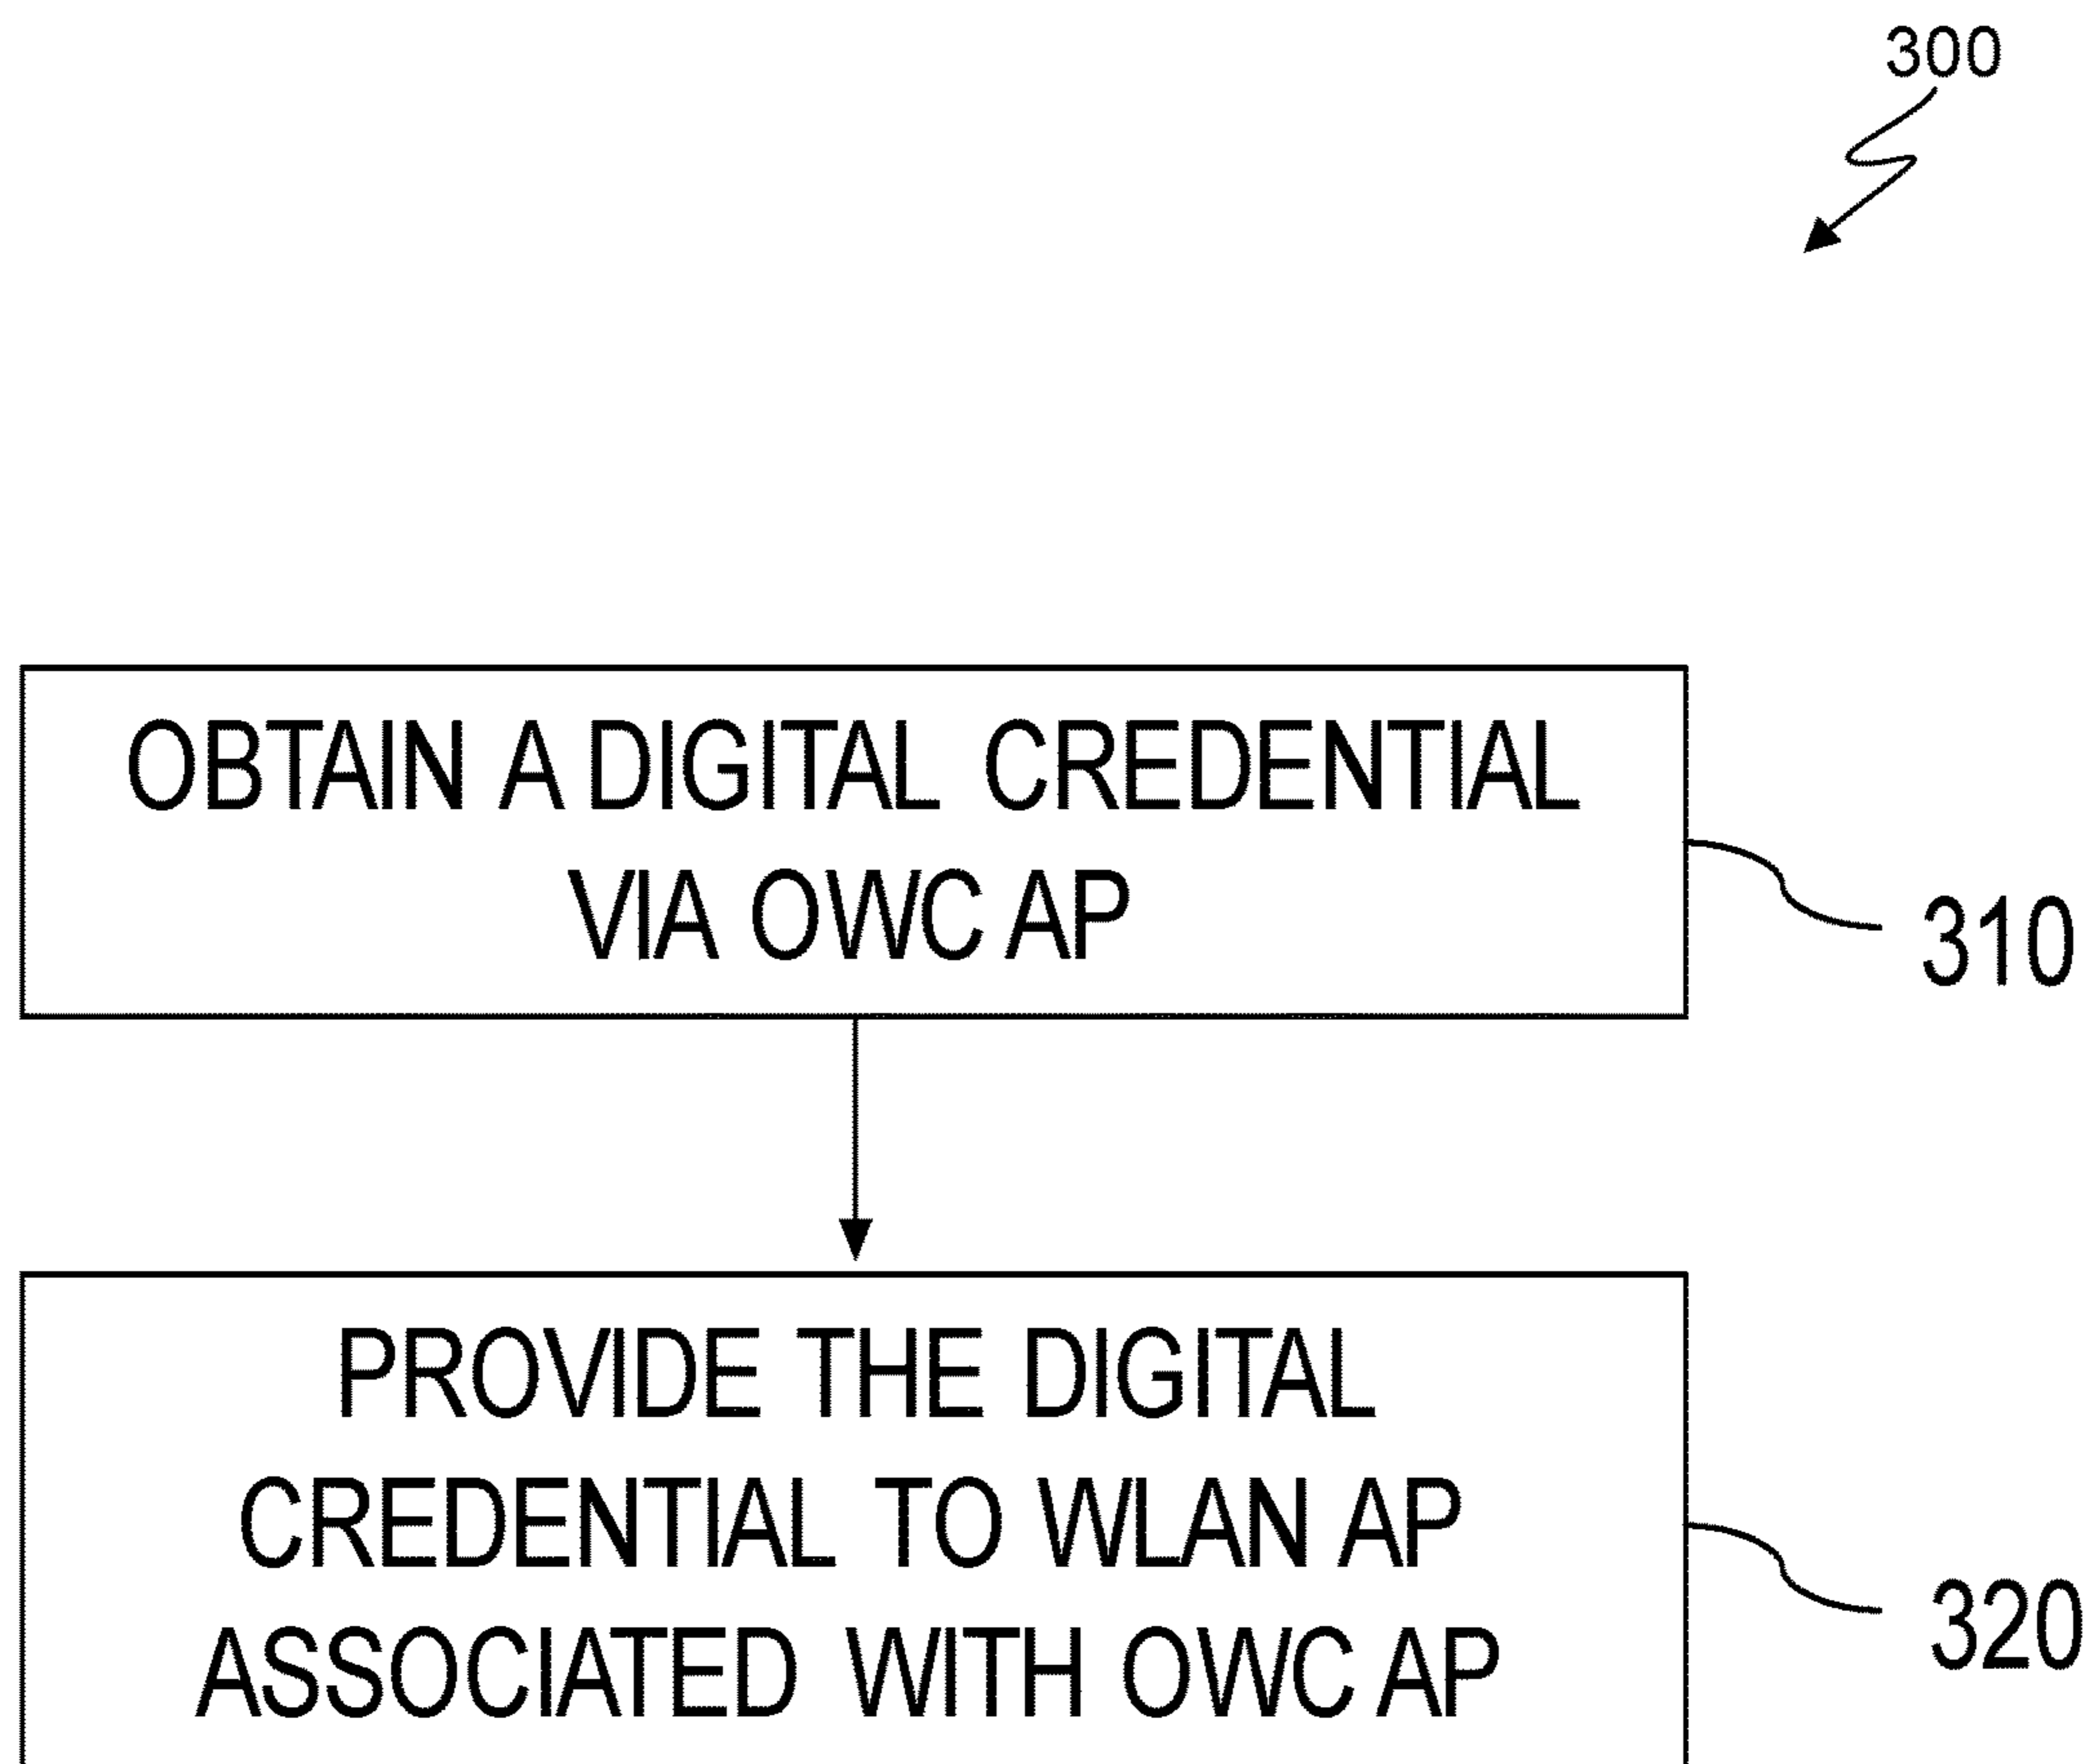 300
OBTAIN A DIGITAL CREDENTIAL
VIA OWC AP
310
PROVIDE THE DIGITAL
CREDENTIAL TO WLAN AP
ASSOCIATED WITH OWC AP
320